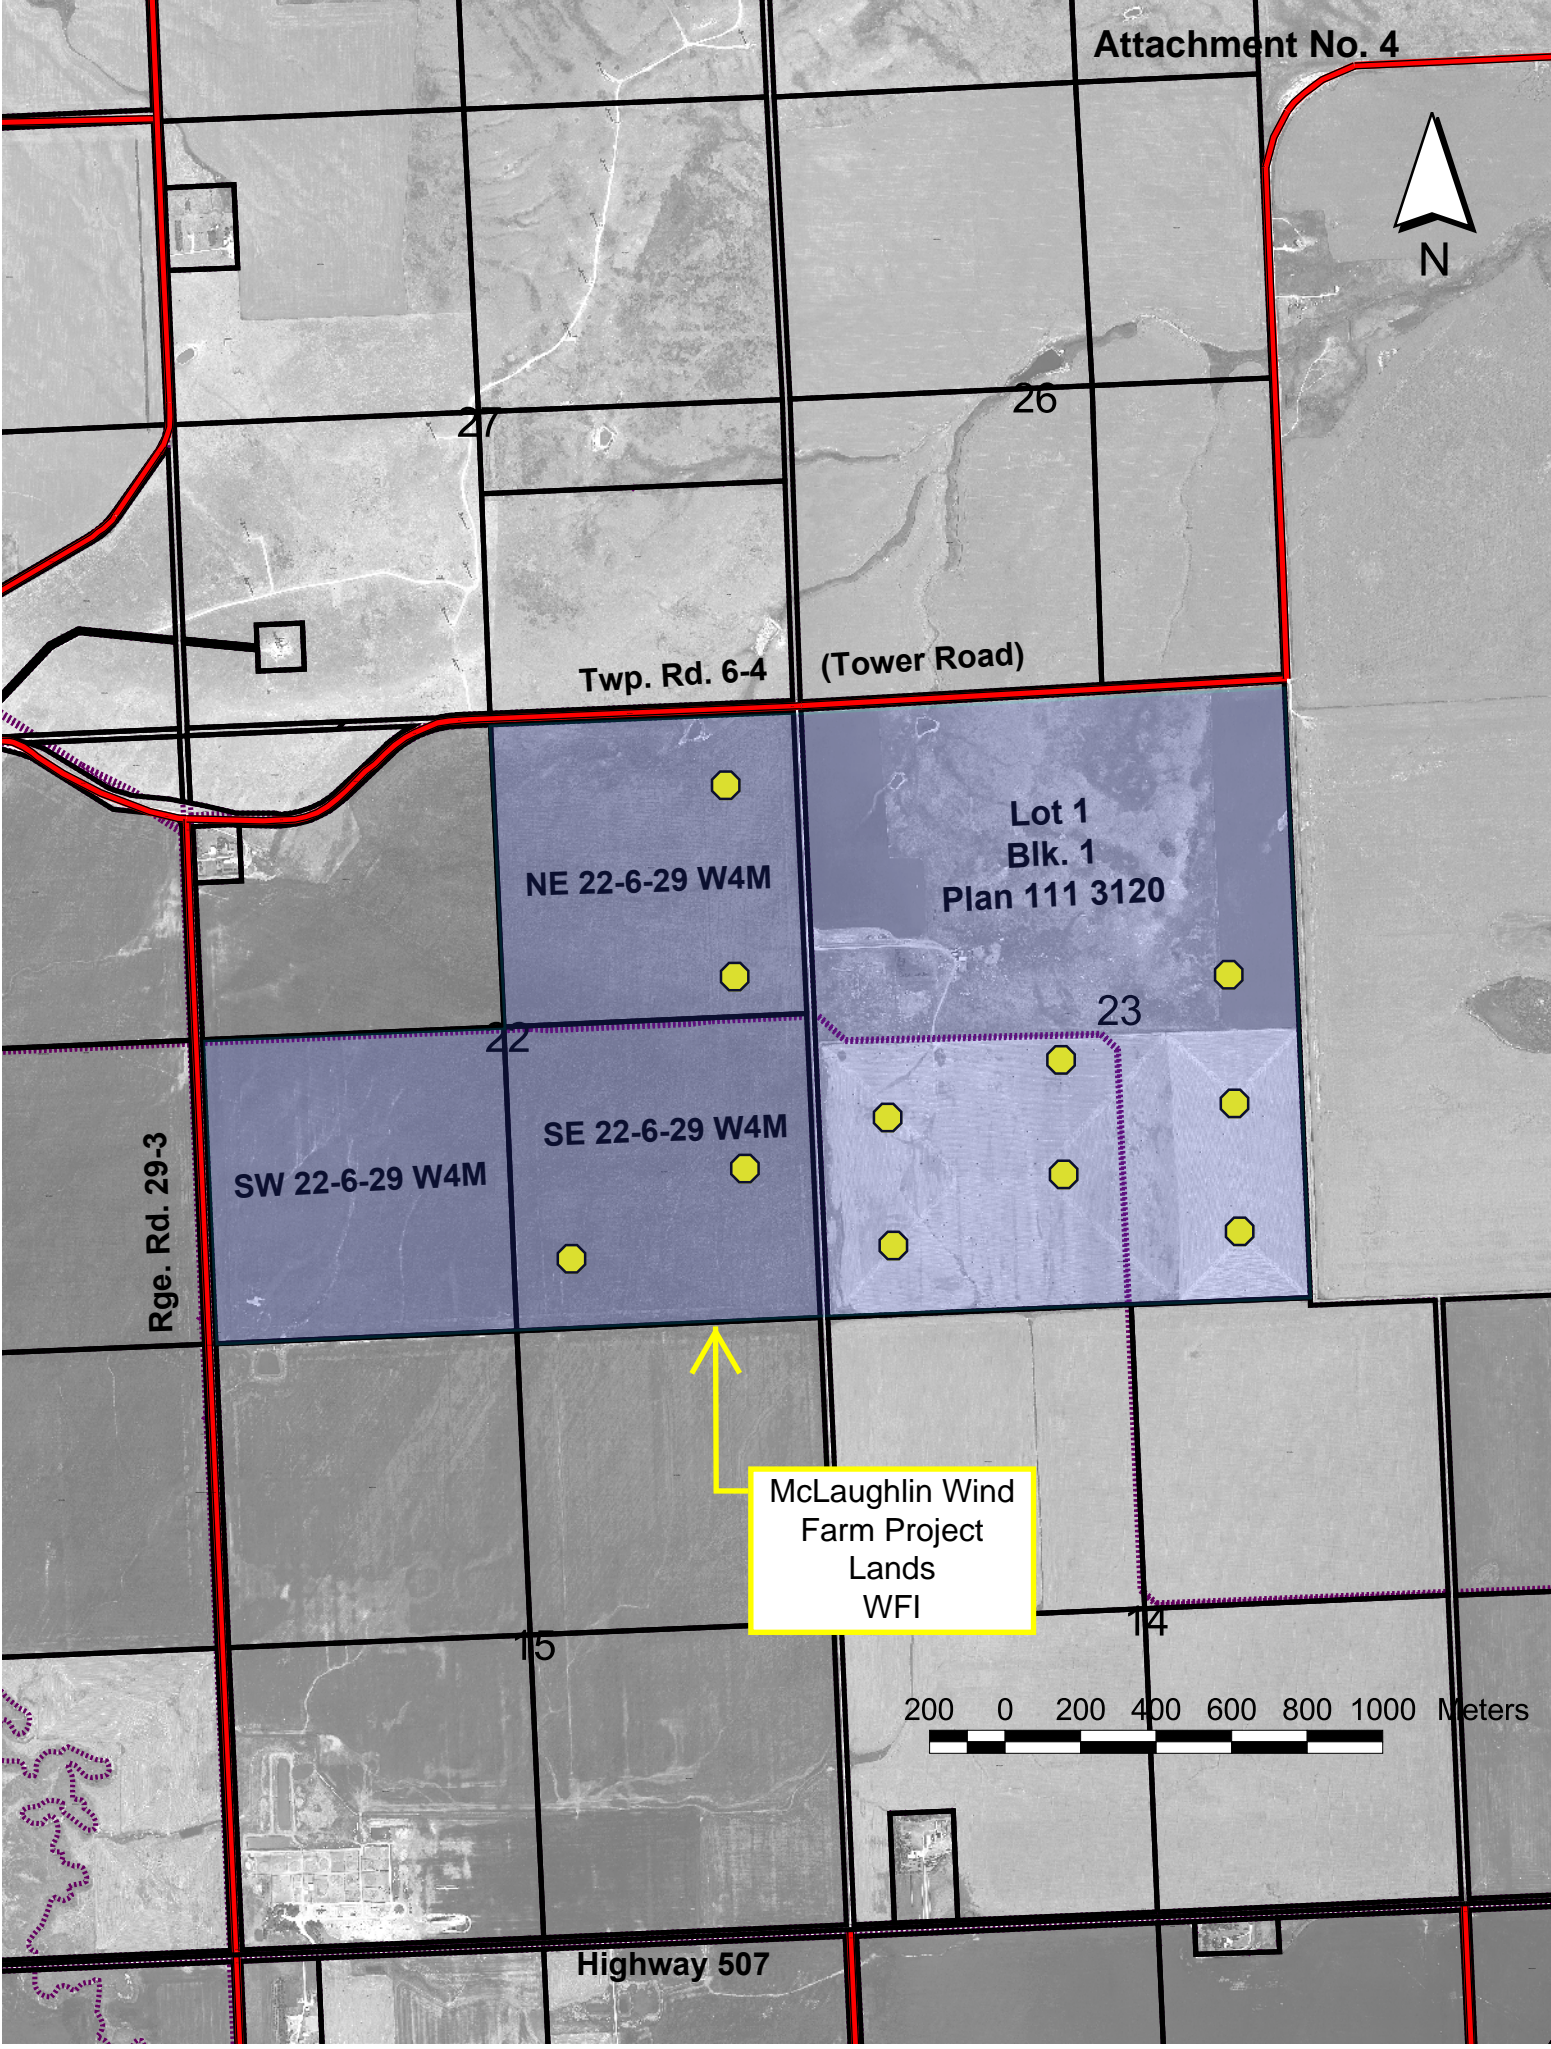 Attachment No. 4
N
26
27
Twp. Rd. 6-4 (Tower Road)
Lot 1
Blk. 1
Plan 111 3120
NE 22-6-29 W4M
23
22
SE 22-6-29 W4M
SW 22-6-29 W4M
Rge. Rd. 29-3
McLaughlin Wind
Farm Project
Lands
WFI
14
15
200 0 200 400 600 800 1000 Meters
Highway 507